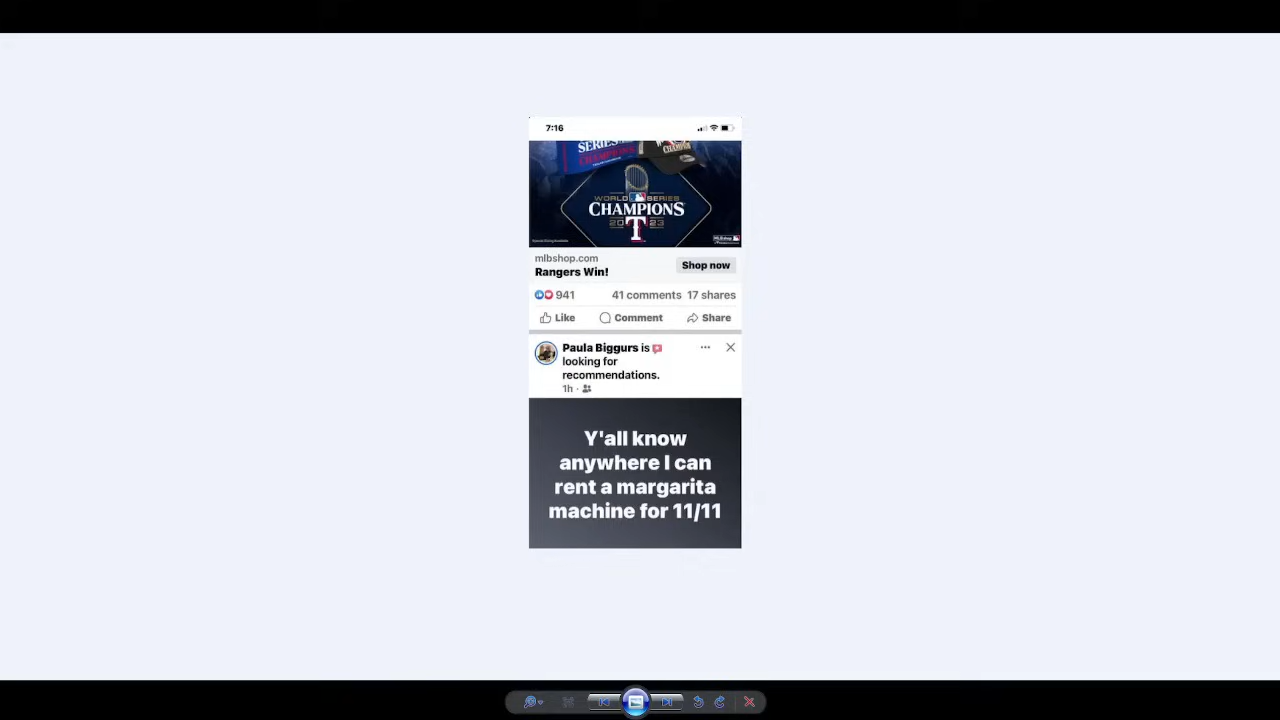 7:16
SERIES
CHAMPIONS
WORLD SERIES
CHAMPIONS
20 T 23
mlbshop.com
Rangers Win!
Shop now
941
41 comments 17 shares
Like
Comment
Share
Paula Biggurs is
looking for
recommendations.
1h ·
Y'all know
anywhere I can
rent a margarita
machine for 11/11